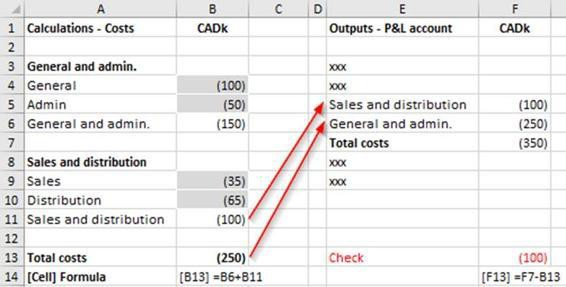 A B C D E F
1 Calculations - Costs CADk Outputs - P&L account CADk
2
3 General and admin. xxx
4 General (100) xxx
5 Admin (50) Sales and distribution (100)
6 General and admin. (150) General and admin. (250)
7 Total costs (350)
8 Sales and distribution xxx
9 Sales (35) xxx
10 Distribution (65)
11 Sales and distribution (100)
12
13 Total costs (250) Check (100)
14 [Cell] Formula [B13] =B6+B11 [F13] =F7-B13